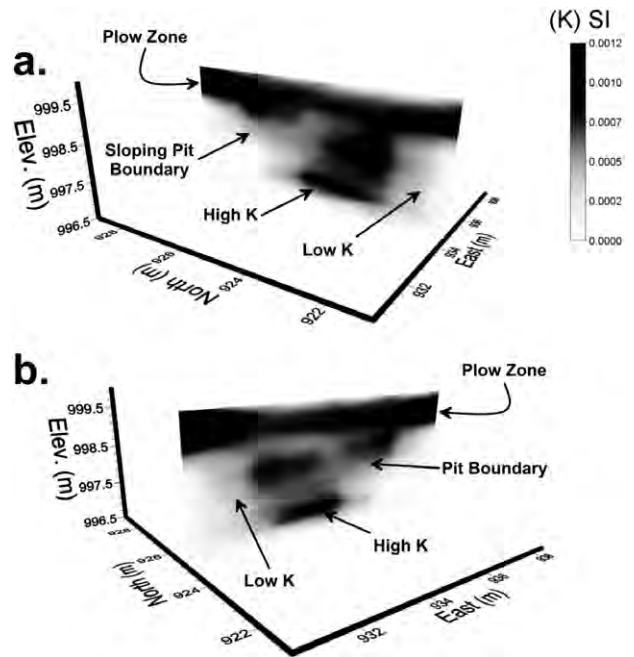 (K) SI
0.0012
0.0010
0.0007
0.0005
0.0002
0.0000
a.
Plow Zone
Sloping Pit
Boundary
High K
Low K
Elev. (m)
999.5
998.5
997.5
996.5
928
926
924
922
North (m)
932
934
East (m)
b.
Plow Zone
Pit Boundary
High K
Low K
Elev. (m)
999.5
998.5
997.5
996.5
926
924
922
North (m)
932
934
936
938
East (m)